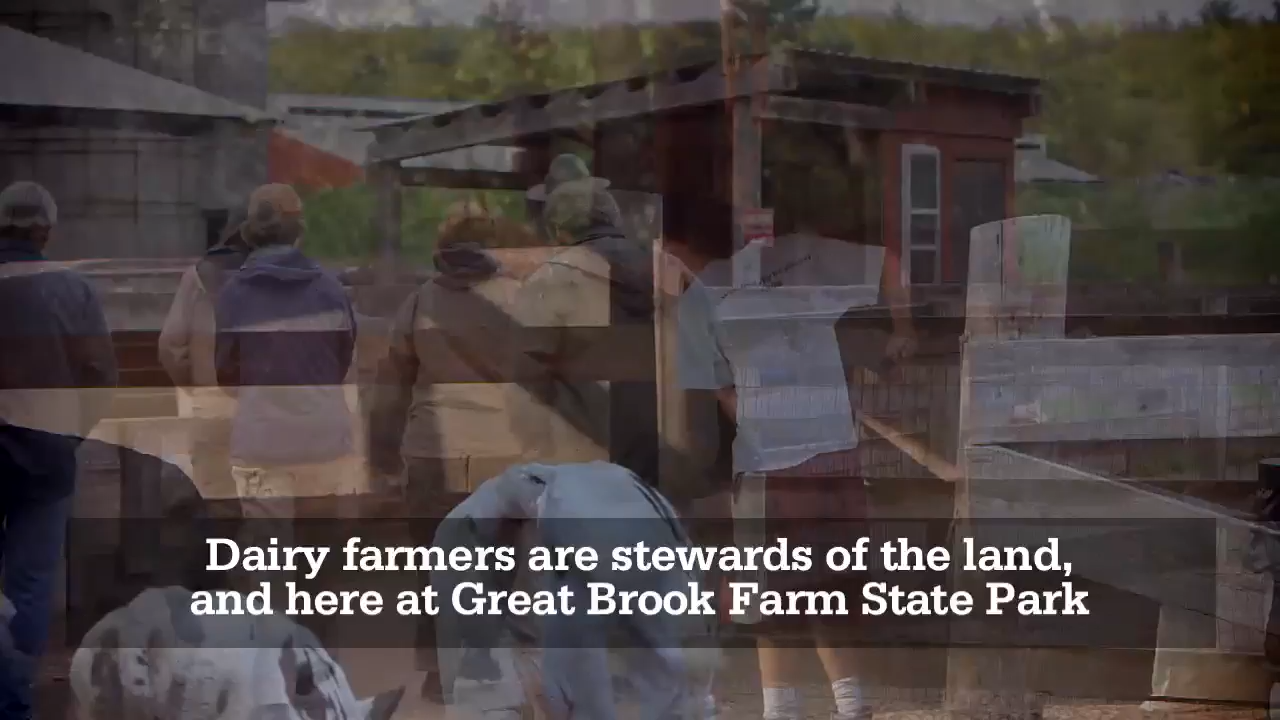 Dairy farmers are stewards of the land,
and here at Great Brook Farm State Park